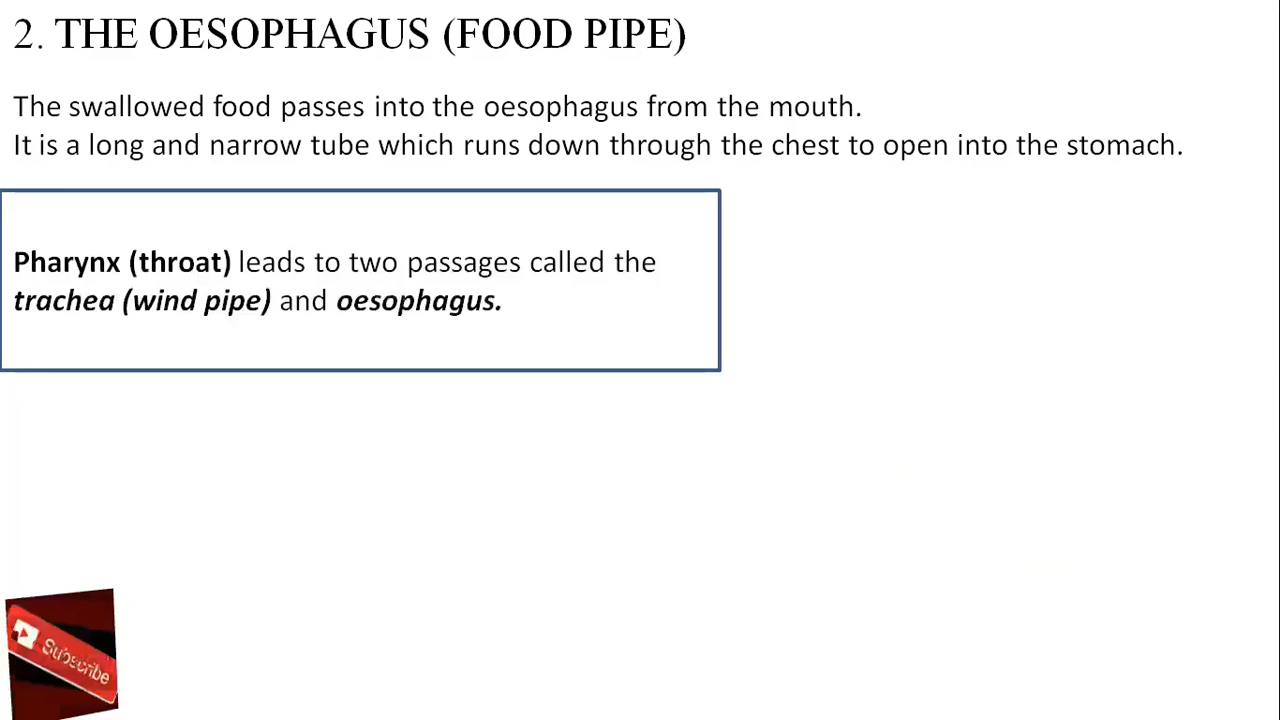 2. THE OESOPHAGUS (FOOD PIPE)
The swallowed food passes into the oesophagus from the mouth.
It is a long and narrow tube which runs down through the chest to open into the stomach.
Pharynx (throat) leads to two passages called the
trachea (wind pipe) and oesophagus.
Subscribe